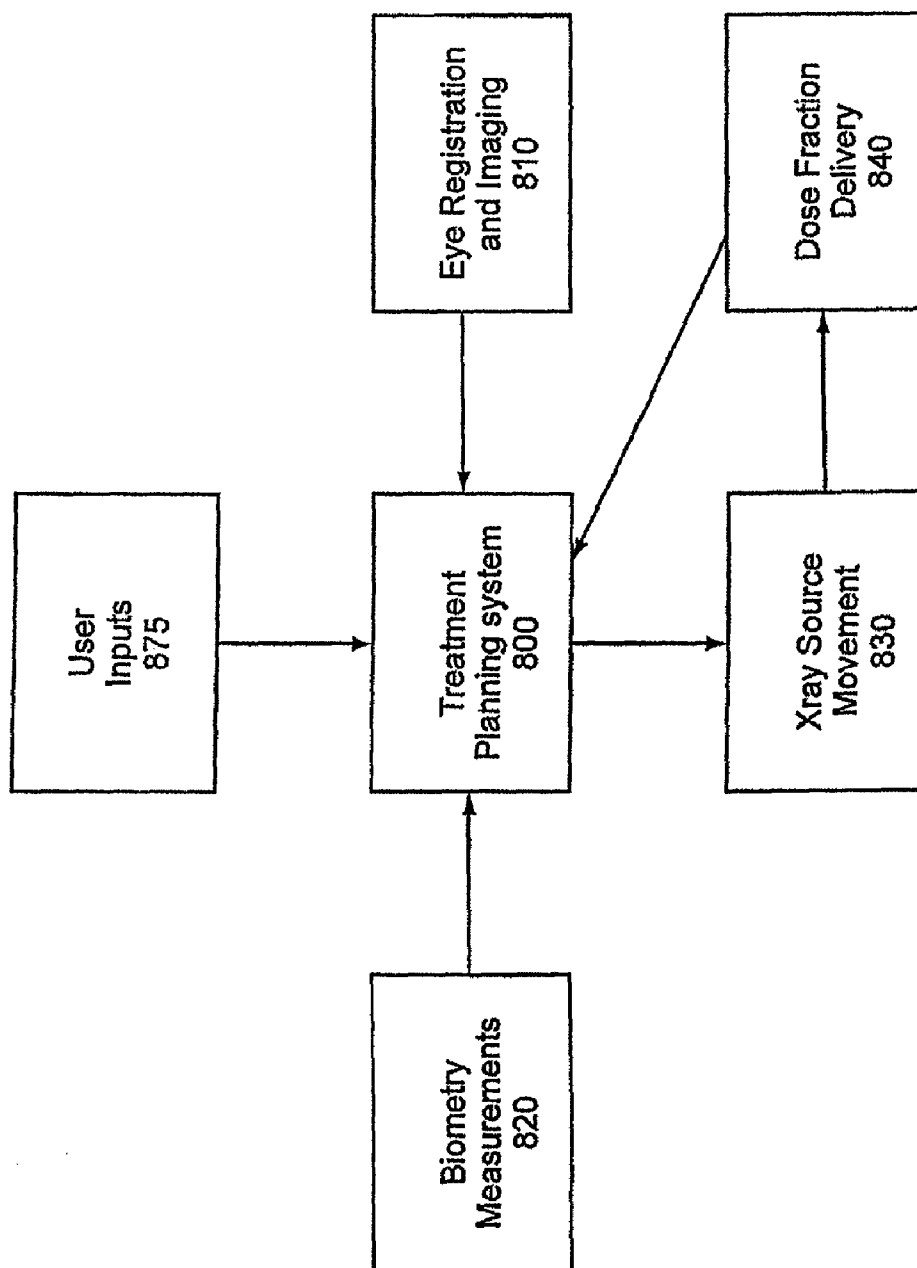 User
Inputs
875
Eye Registration
and Imaging
810
Treatment
Planning system
800
Biometry
Measurements
820
Dose Fraction
Delivery
840
Xray Source
Movement
830